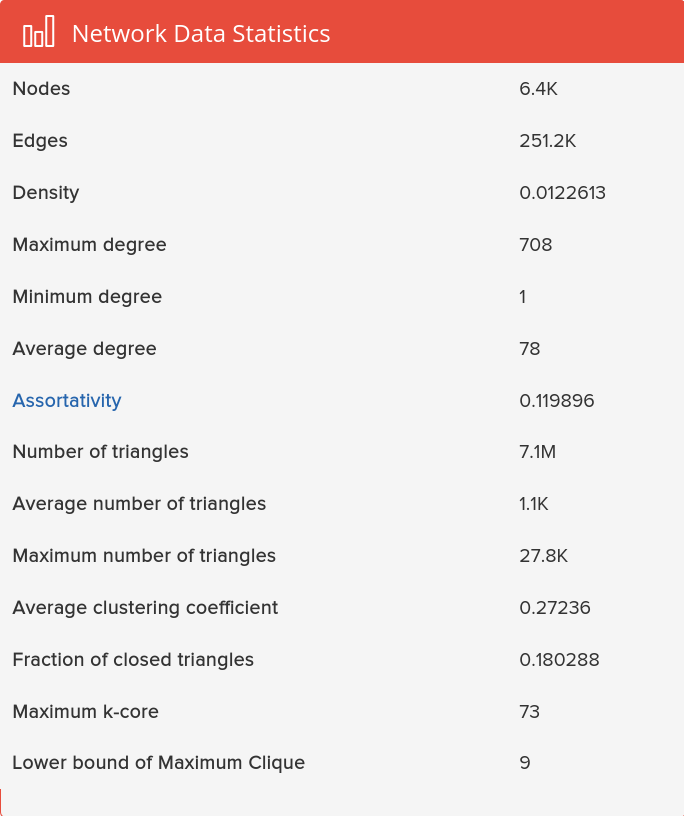 Network Data Statistics
Nodes 6.4K
Edges 251.2K
Density 0.0122613
Maximum degree 708
Minimum degree 1
Average degree 78
Assortativity 0.119896
Number of triangles 7.1M
Average number of triangles 1.1K
Maximum number of triangles 27.8K
Average clustering coefficient 0.27236
Fraction of closed triangles 0.180288
Maximum k-core 73
Lower bound of Maximum Clique 9